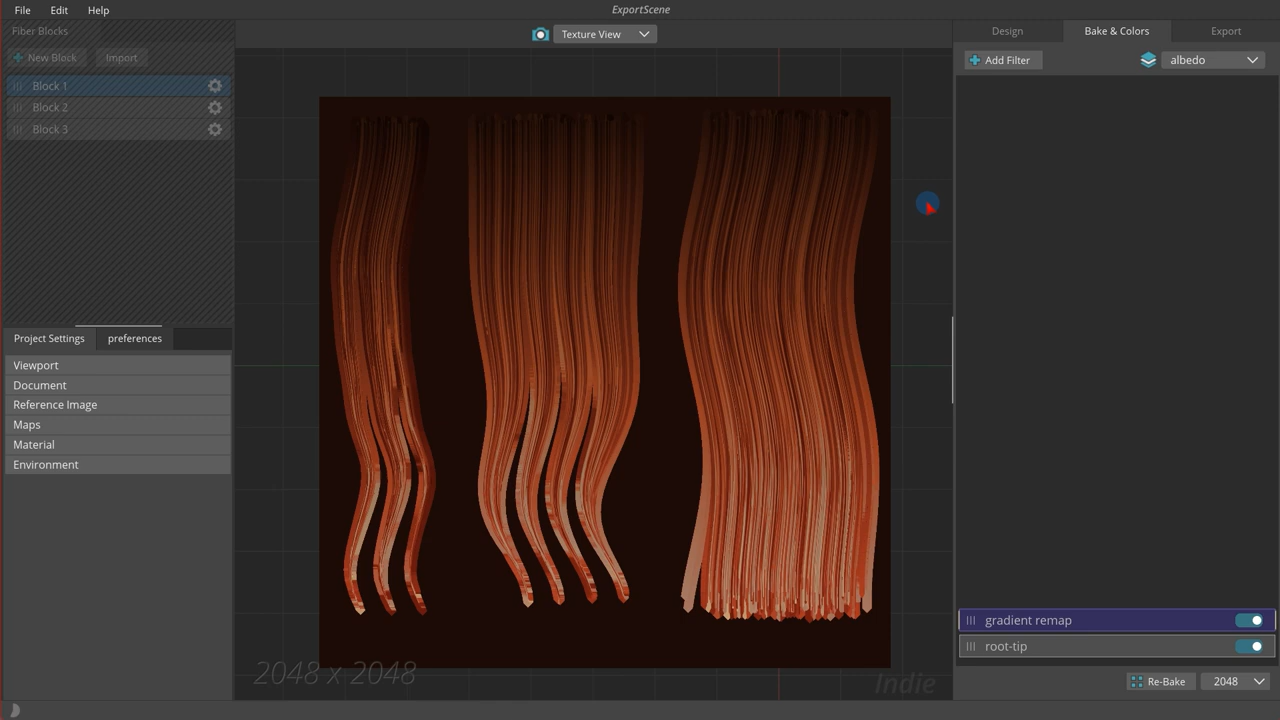 File Edit Help
ExportScene
Fiber Blocks
New Block Import
Block 1
Block 2
Block 3
Project Settings preferences
Viewport
Document
Reference Image
Maps
Material
Environment
Texture View
2048 x 2048
Indie
Design Bake & Colors Export
Add Filter albedo
gradient remap
root-tip
Re-Bake 2048